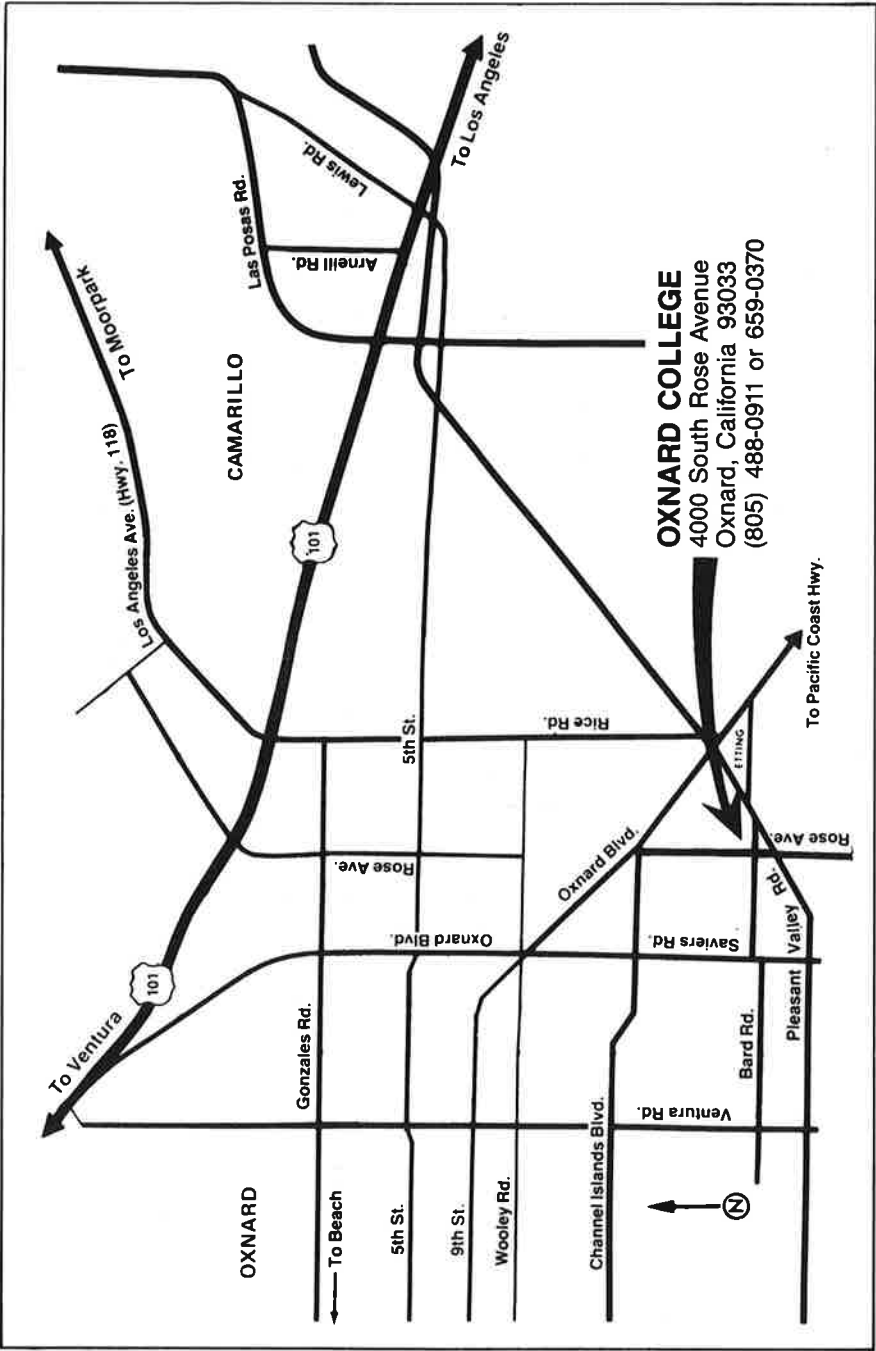 To Ventura
101
To Los Angeles
To Moorpark
Los Angeles Ave. (Hwy. 118)
CAMARILLO
Las Posas Rd.
Lewis Rd.
Arneill Rd.
101
OXNARD
To Beach
Gonzales Rd.
Oxnard Blvd.
Rose Ave.
5th St.
Rice Rd.
5th St.
9th St.
Wooley Rd.
Oxnard Blvd.
Channel Islands Blvd.
Saviers Rd.
Ventura Rd.
Bard Rd.
Pleasant Valley Rd.
Rose Ave.
ETTING
To Pacific Coast Hwy.
N
OXNARD COLLEGE
4000 South Rose Avenue
Oxnard, California 93033
(805) 488-0911 or 659-0370